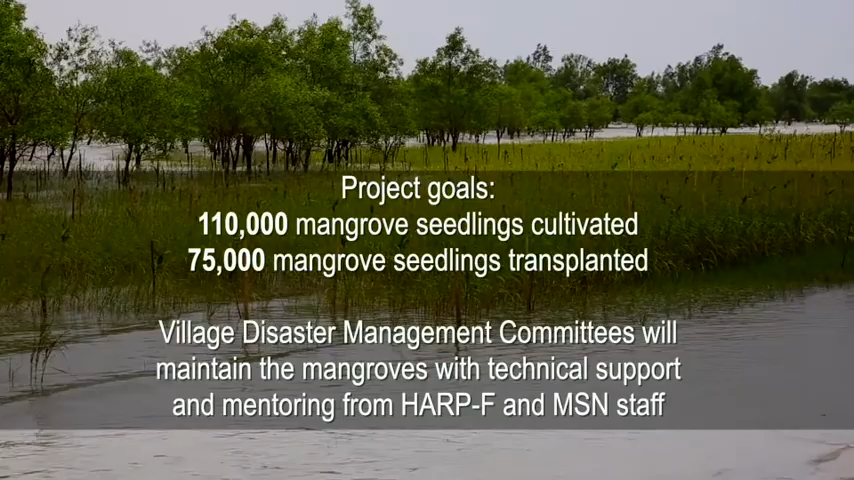 Project goals:
110,000 mangrove seedlings cultivated
75,000 mangrove seedlings transplanted
Village Disaster Management Committees will
maintain the mangroves with technical support
and mentoring from HARP-F and MSN staff